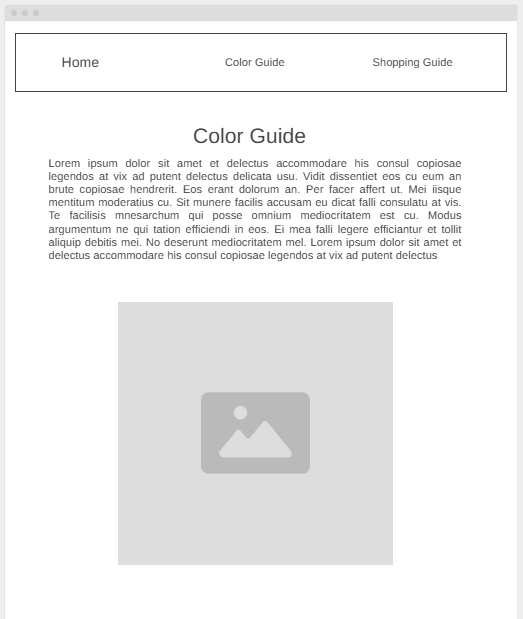 Home Color Guide Shopping Guide
Color Guide
Lorem ipsum dolor sit amet et delectus accommodare his consul copiosae
legendos at vix ad putent delectus delicata usu. Vidit dissentiet eos cu eum an
brute copiosae hendrerit. Eos erant dolorum an. Per facer affert ut. Mei iisque
mentitum moderatius cu. Sit munere facilis accusam eu dicat falli consulatu at vis.
Te facilisis mnesarchum qui posse omnium mediocritatem est cu. Modus
argumentum ne qui tation efficiendi in eos. Ei mea falli legere efficiantur et tollit
aliquip debitis mei. No deserunt mediocritatem mel. Lorem ipsum dolor sit amet et
delectus accommodare his consul copiosae legendos at vix ad putent delectus